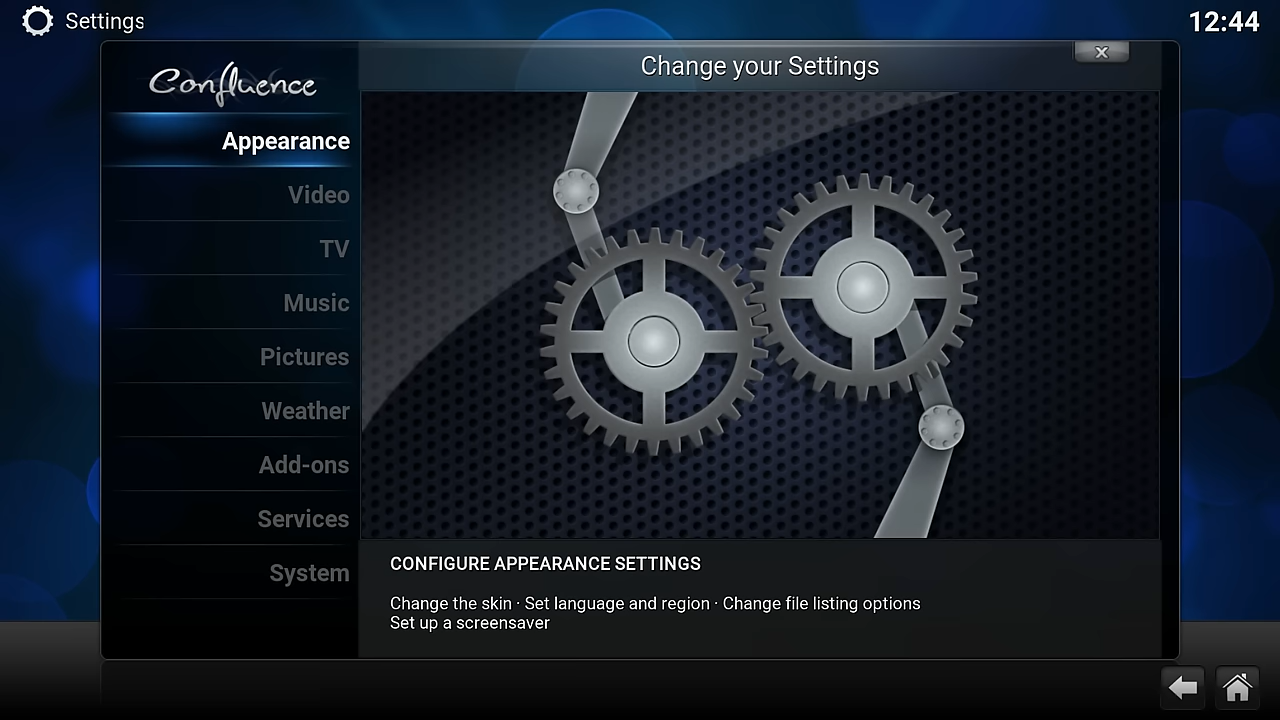 Settings
12:44
Confluence
Change your Settings
Appearance
Video
TV
Music
Pictures
Weather
Add-ons
Services
System
CONFIGURE APPEARANCE SETTINGS
Change the skin · Set language and region · Change file listing options
Set up a screensaver